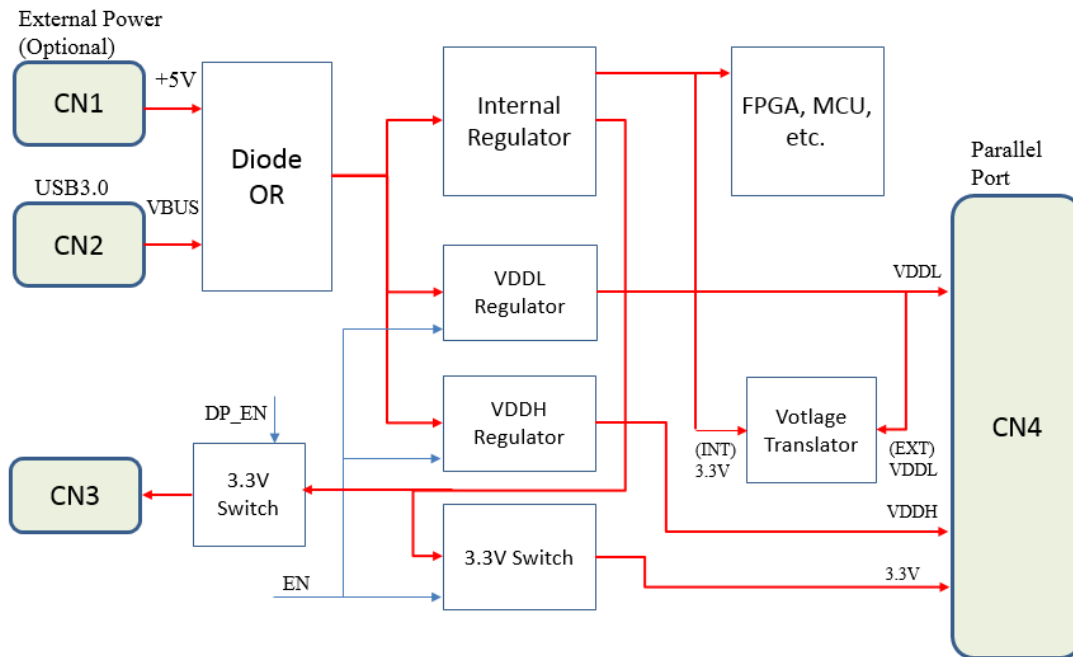 External Power
(Optional)
CN1
+5V
USB3.0
CN2
VBUS
Diode
OR
Internal
Regulator
FPGA, MCU,
etc.
Parallel
Port
VDDL
Regulator
VDDL
VDDH
Regulator
Votlage
Translator
(INT)
3.3V
(EXT)
VDDL
CN4
DP_EN
3.3V
Switch
CN3
VDDH
3.3V Switch
3.3V
EN